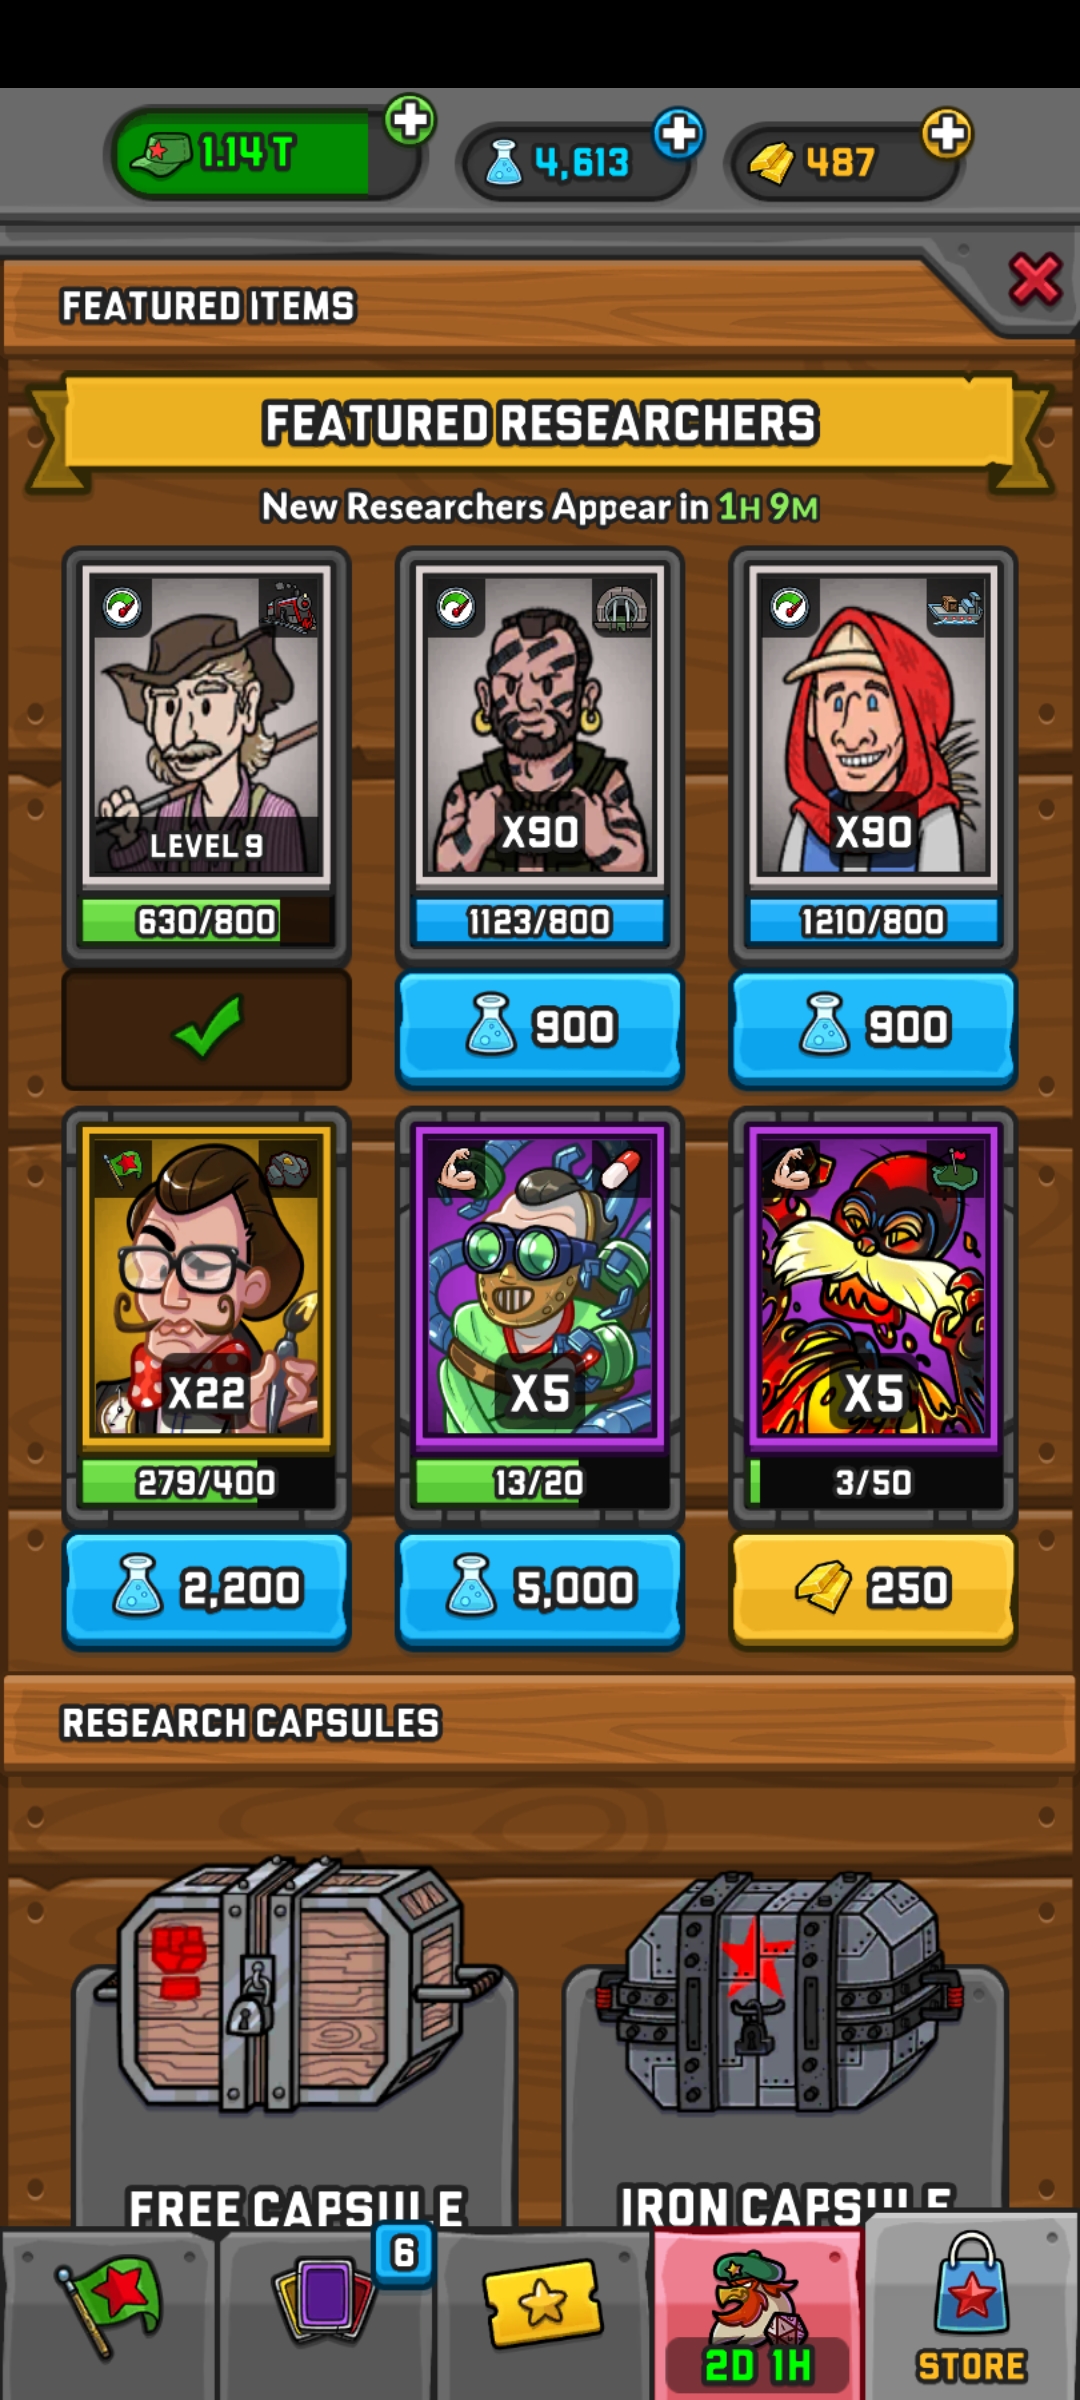 1.14 T
4,613
487
FEATURED ITEMS
FEATURED RESEARCHERS
New Researchers Appear in 1H 9M
LEVEL 9
X90
X90
630/800
1123/800
1210/800
900
900
X22
X5
X5
279/400
13/20
3/50
2,200
5,000
250
RESEARCH CAPSULES
FREE CAPSULE
IRON CAPSULE
6
2D 1H
STORE